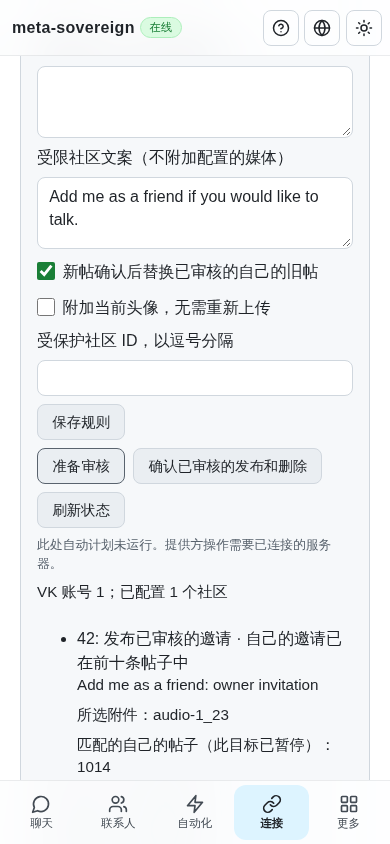 meta-sovereign 在线
受限社区文案（不附加配置的媒体）
Add me as a friend if you would like to
talk.
新帖确认后替换已审核的自己的旧帖
附加当前头像，无需重新上传
受保护社区 ID，以逗号分隔
保存规则
准备审核 确认已审核的发布和删除
刷新状态
此处自动计划未运行。提供方操作需要已连接的服务
器。
VK 账号 1；已配置 1 个社区
42: 发布已审核的邀请 · 自己的邀请已
在前十条帖子中
Add me as a friend: owner invitation
所选附件：audio-1_23
匹配的自己的帖子（此目标已暂停）：
1014
聊天 联系人 自动化 连接 更多